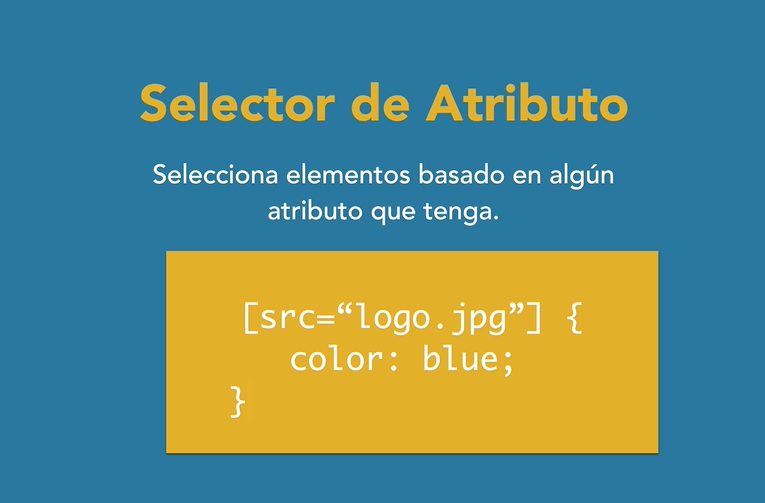 Selector de Atributo
Selecciona elementos basado en algún
atributo que tenga.
[src=“logo.jpg”] {
color: blue;
}